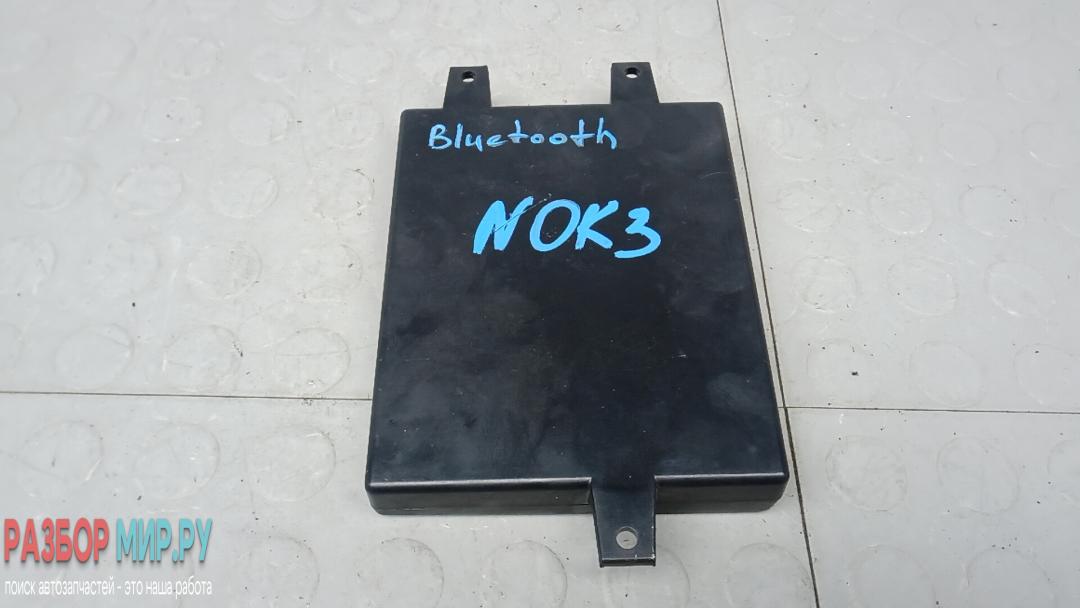 Bluetooth
NOK3
РАЗБОР МИР.РУ
поиск автозапчастей - это наша работа